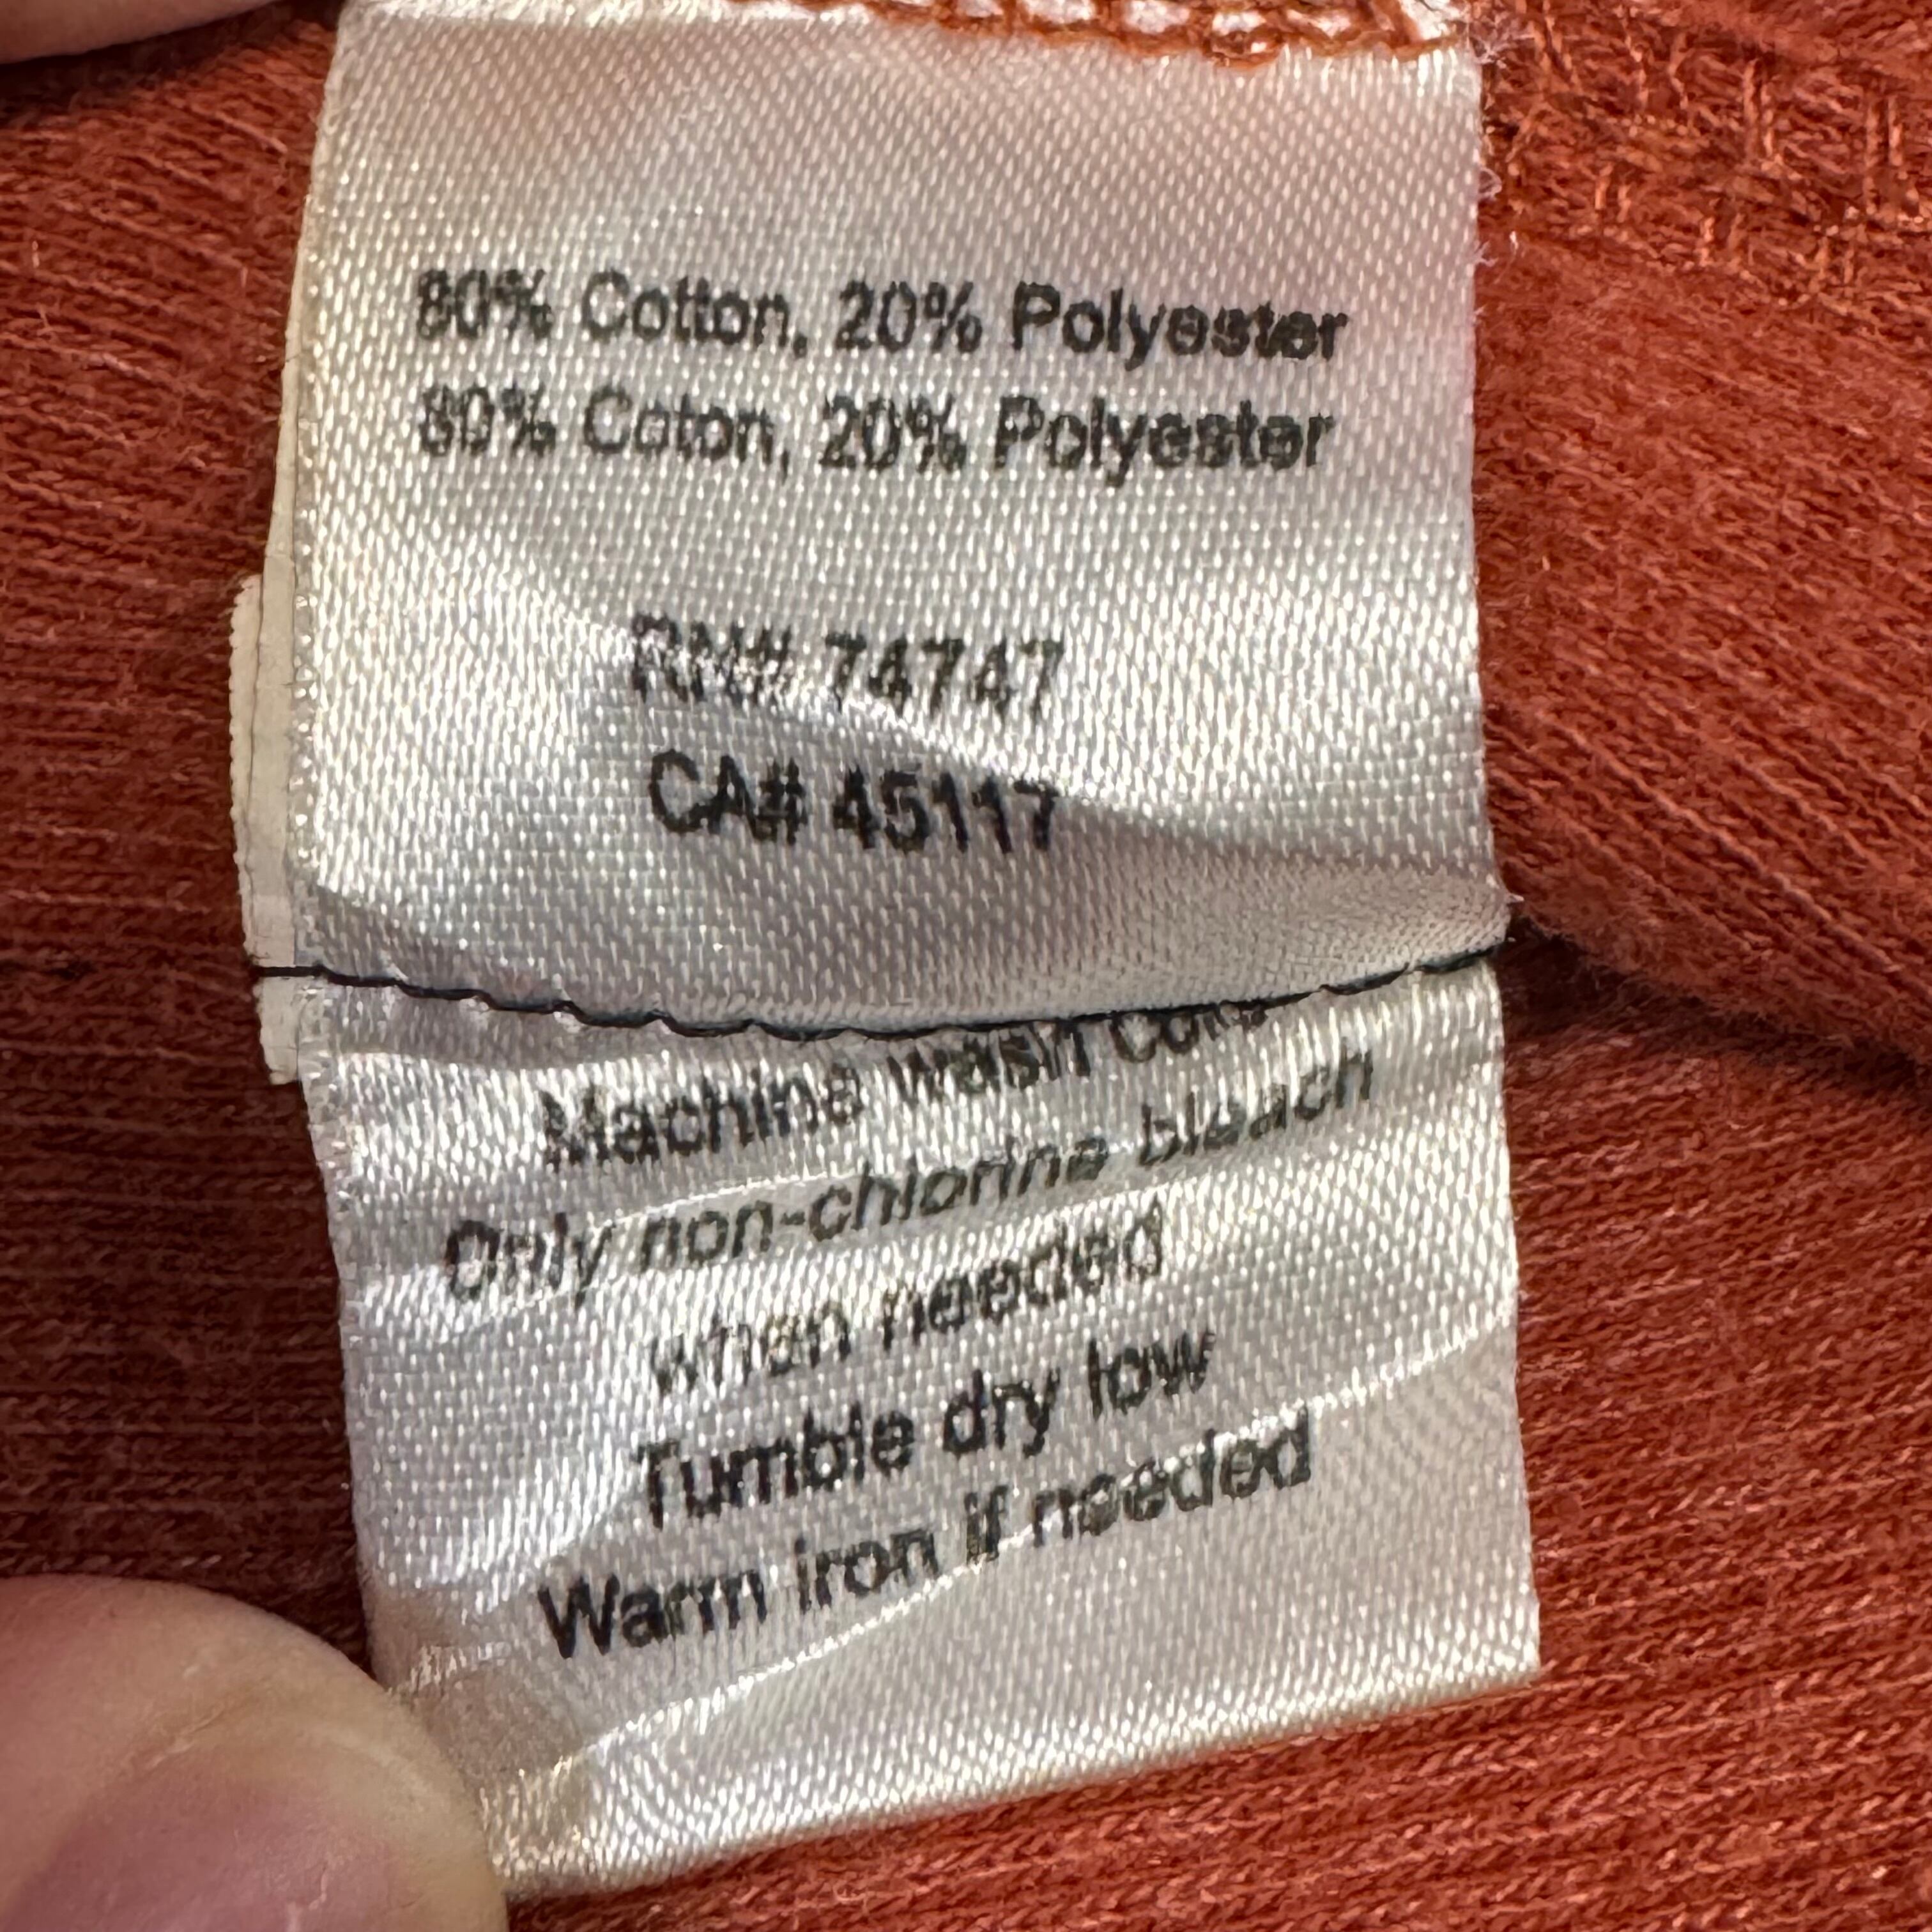 80% Cotton, 20% Polyester
80% Coton, 20% Polyester
RN# 74747
CA# 45117
Machine wash cold
Only non-chlorine bleach
when needed
Tumble dry low
Warm iron if needed